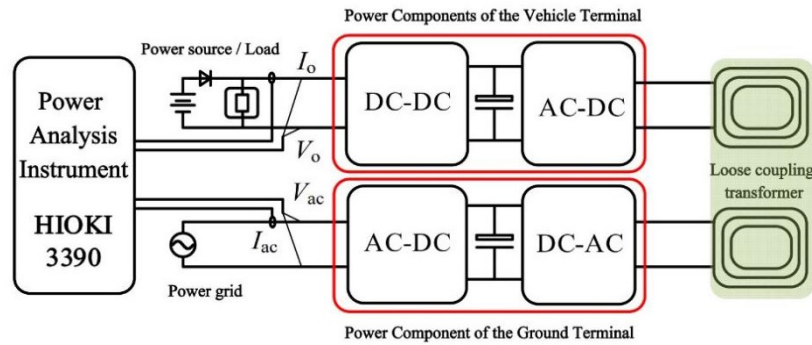 Power Components of the Vehicle Terminal
Power source / Load
Io
Vo
DC-DC
AC-DC
Power
Analysis
Instrument
HIOKI
3390
Loose coupling
transformer
Vac
Iac
AC-DC
DC-AC
Power grid
Power Component of the Ground Terminal